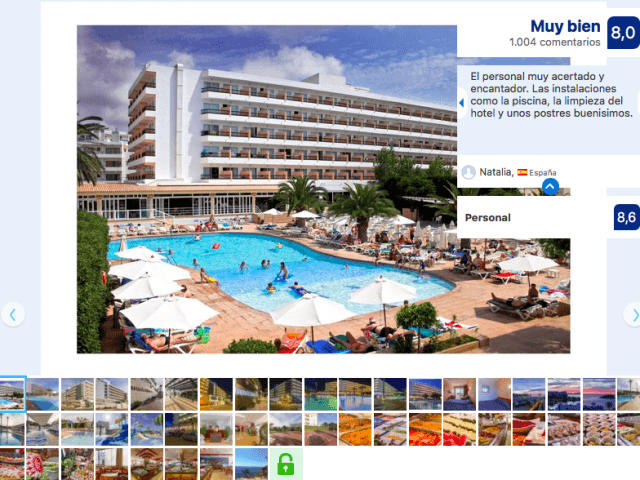 Muy bien
8,0
1.004 comentarios
El personal muy acertado y
encantador. Las instalaciones
como la piscina, la limpieza del
hotel y unos postres buenisimos.
Natalia, España
Personal
8,6